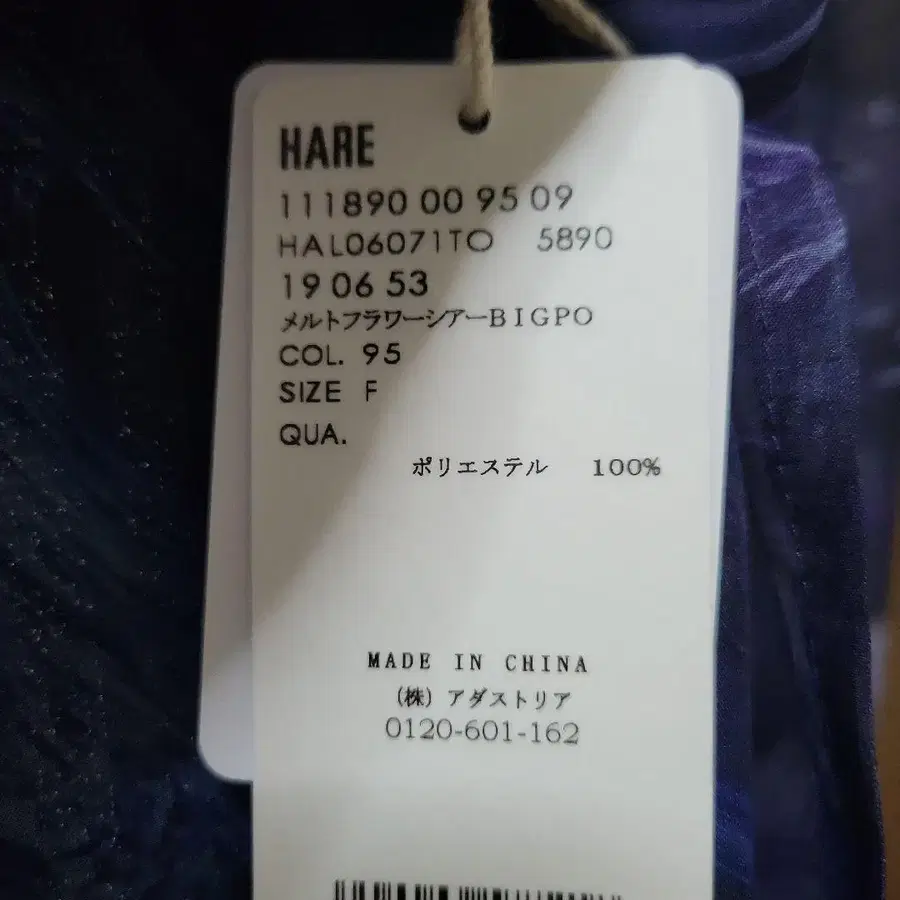 HARE
111890 00 95 09
HAL06071TO 5890
19 06 53
メルトフラワーシアーBIGPO
COL. 95
SIZE F
QUA.
ポリエステル 100%
MADE IN CHINA
(株) アダストリア
0120-601-162